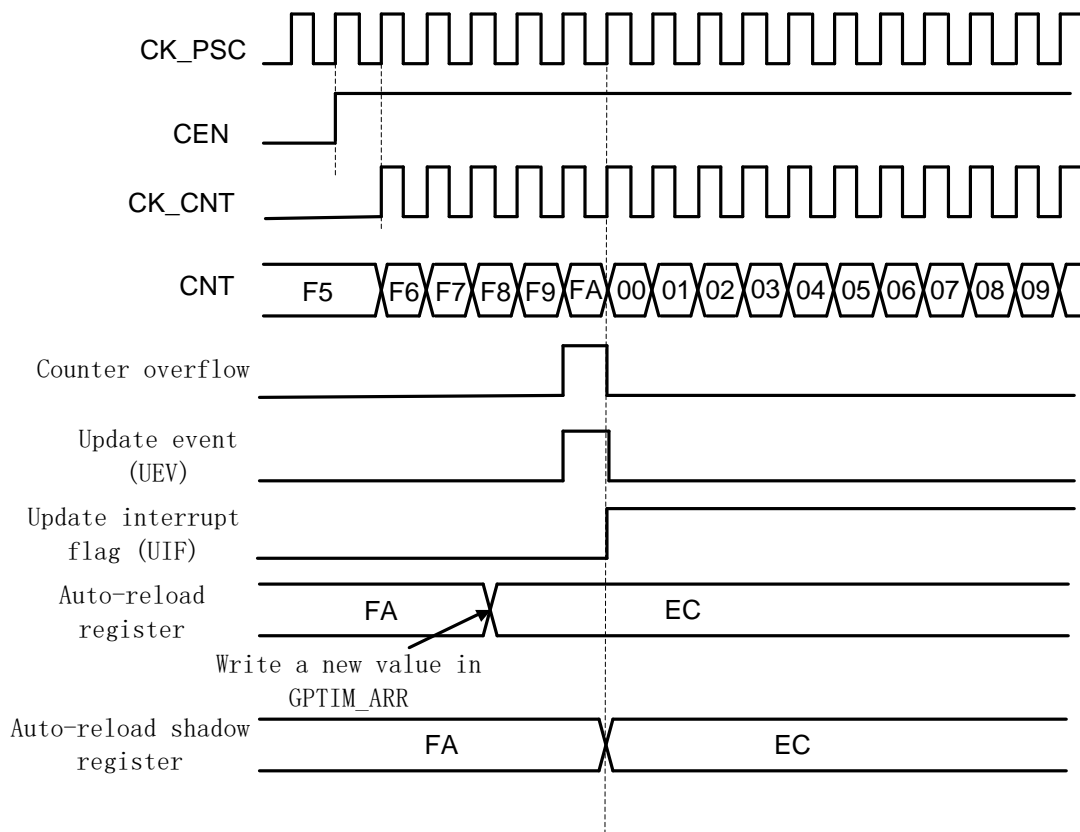 CK_PSC
CEN
CK_CNT
CNT F5 F6 F7 F8 F9 FA 00 01 02 03 04 05 06 07 08 09
Counter overflow
Update event
(UEV)
Update interrupt
flag (UIF)
Auto-reload
register
FA EC
Write a new value in
GPTIM_ARR
Auto-reload shadow
register
FA EC